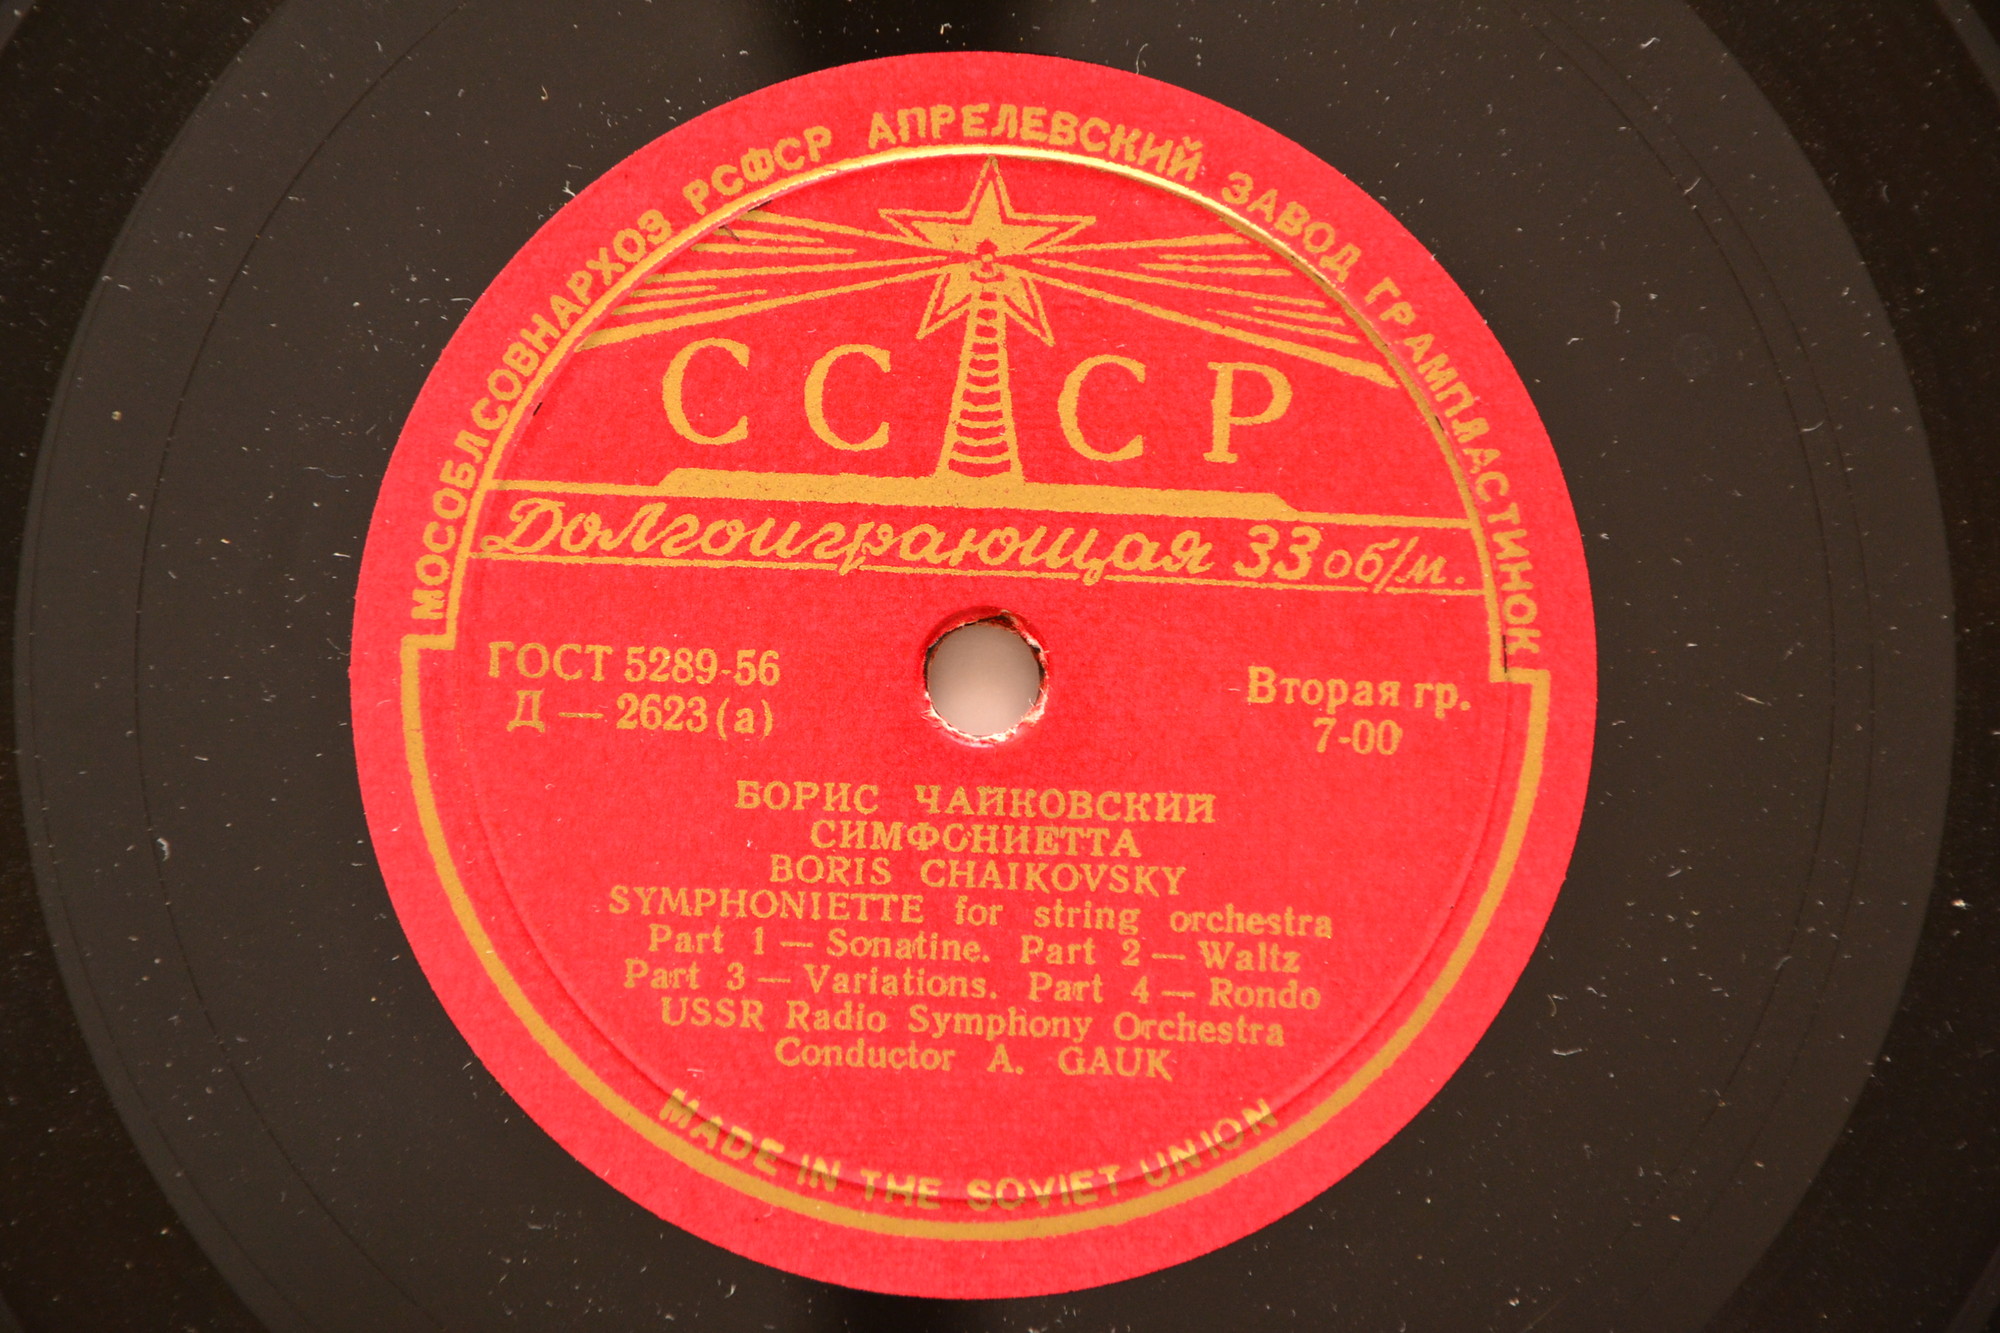 МОСОБЛСОВНАРХОЗ РСФСР АПРЕЛЕВСКИЙ ЗАВОД ГРАМПЛАСТИНОК
СССР
Долгоиграющая 33 об/м.
ГОСТ 5289-56
Д — 2623 (а)
Вторая гр.
7-00
БОРИС ЧАЙКОВСКИЙ
СИМФОНИЕТТА
BORIS CHAIKOVSKY
SYMPHONIETTE for string orchestra
Part 1 — Sonatine. Part 2 — Waltz
Part 3 — Variations. Part 4 — Rondo
USSR Radio Symphony Orchestra
Conductor A. GAUK
MADE IN THE SOVIET UNION